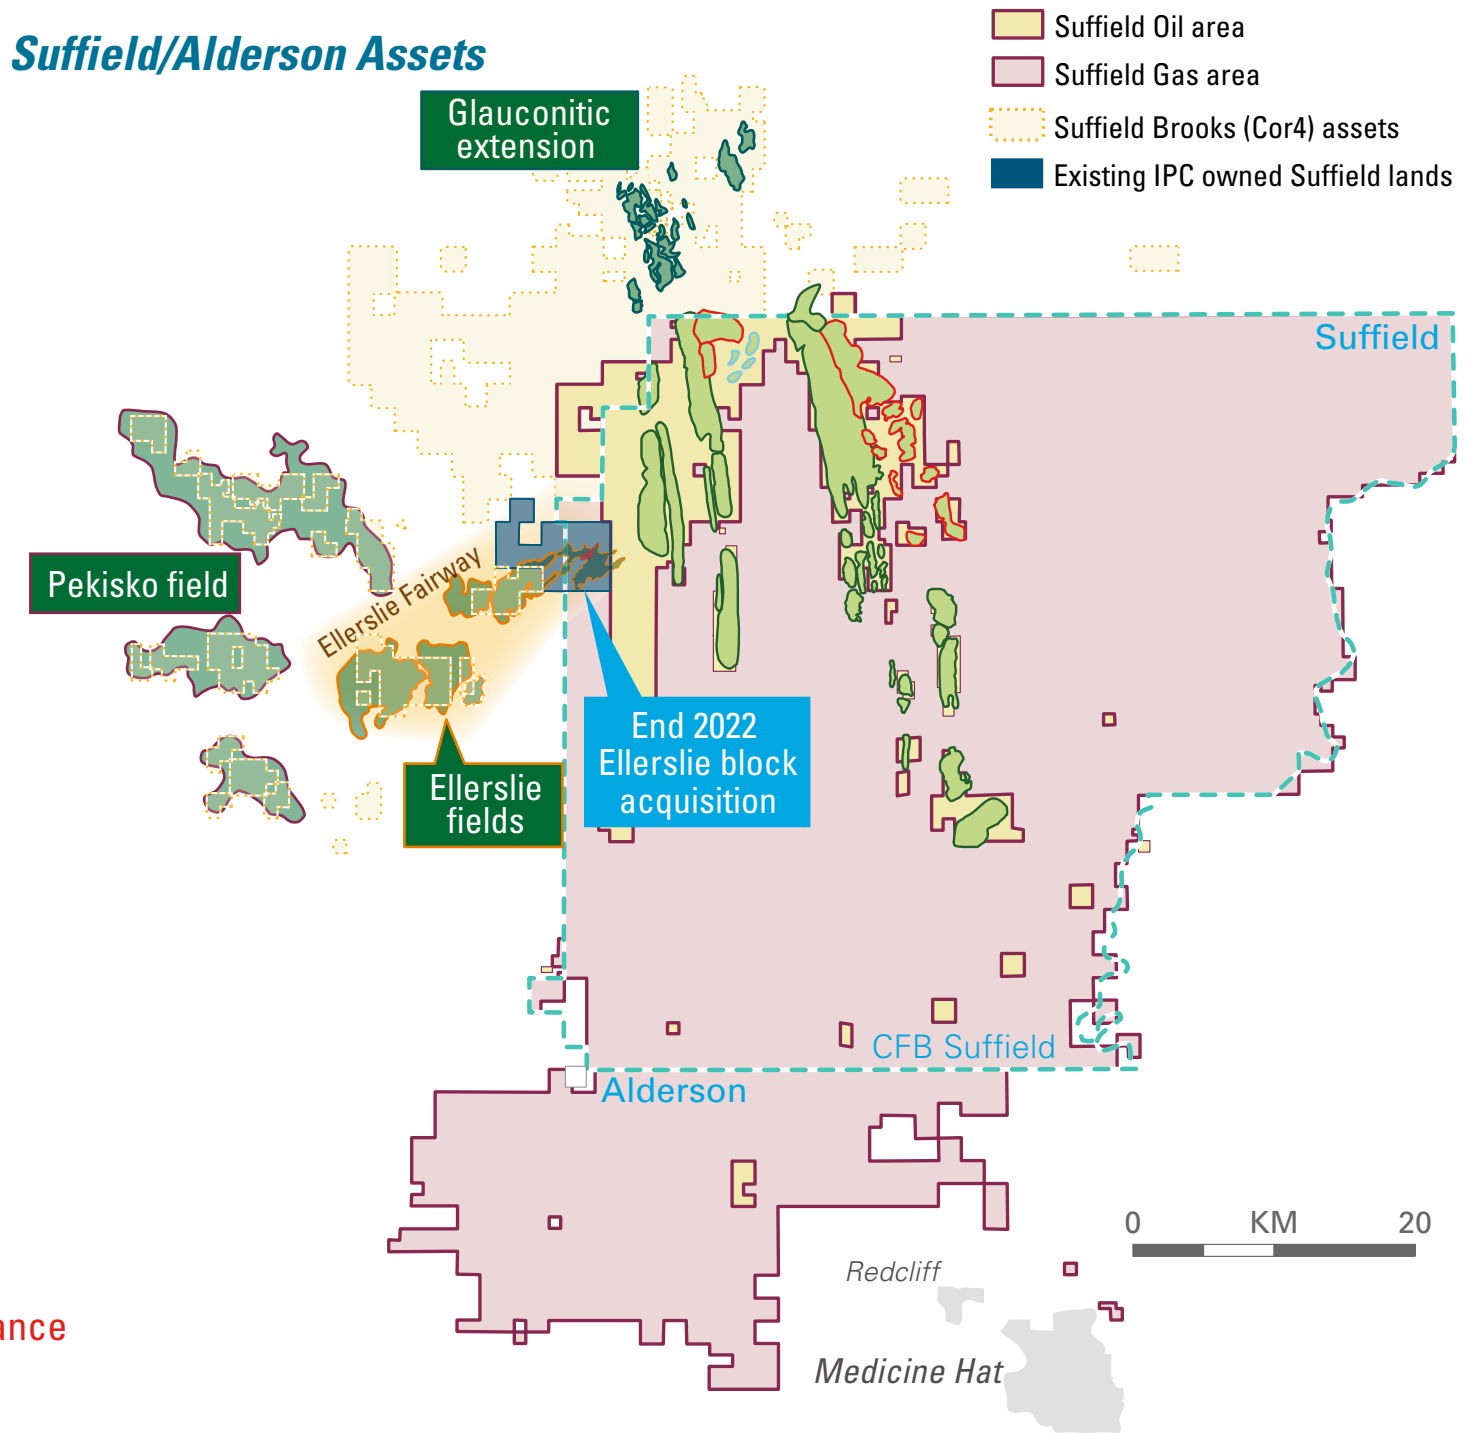 Suffield/Alderson Assets
Suffield Oil area
Suffield Gas area
Suffield Brooks (Cor4) assets
Existing IPC owned Suffield lands
Glauconitic
extension
Suffield
Pekisko field
Ellerslie Fairway
End 2022
Ellerslie block
acquisition
Ellerslie
fields
CFB Suffield
Alderson
0 KM 20
Redcliff
Medicine Hat
ance